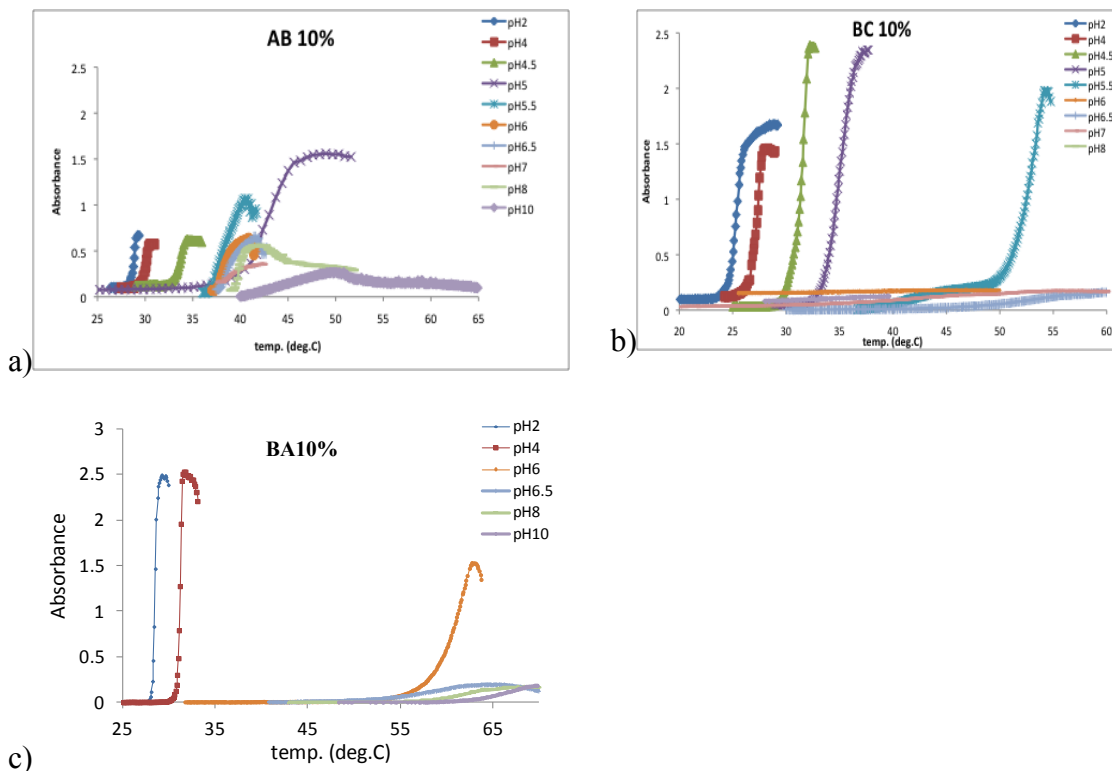 AB 10%
Absorbance
2.5
2
1.5
1
0.5
0
25 30 35 40 45 50 55 60 65
temp. (deg.C)
pH2
pH4
pH4.5
pH5
pH5.5
pH6
pH6.5
pH7
pH8
pH10
a)
BC 10%
Absorbance
2.5
2
1.5
1
0.5
0
20 25 30 35 40 45 50 55 60
temp. (deg.C)
pH2
pH4
pH4.5
pH5
pH5.5
pH6
pH6.5
pH7
pH8
b)
BA10%
Absorbance
3
2.5
2
1.5
1
0.5
0
25 35 45 55 65
temp. (deg.C)
pH2
pH4
pH6
pH6.5
pH8
pH10
c)